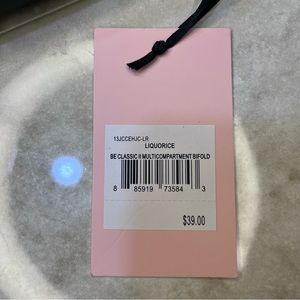 13JCCEHJC-LR
LIQUORICE
BE CLASSIC II MULTICOMPARTMENT BIFOLD
8 85919 73584 3
$39.00